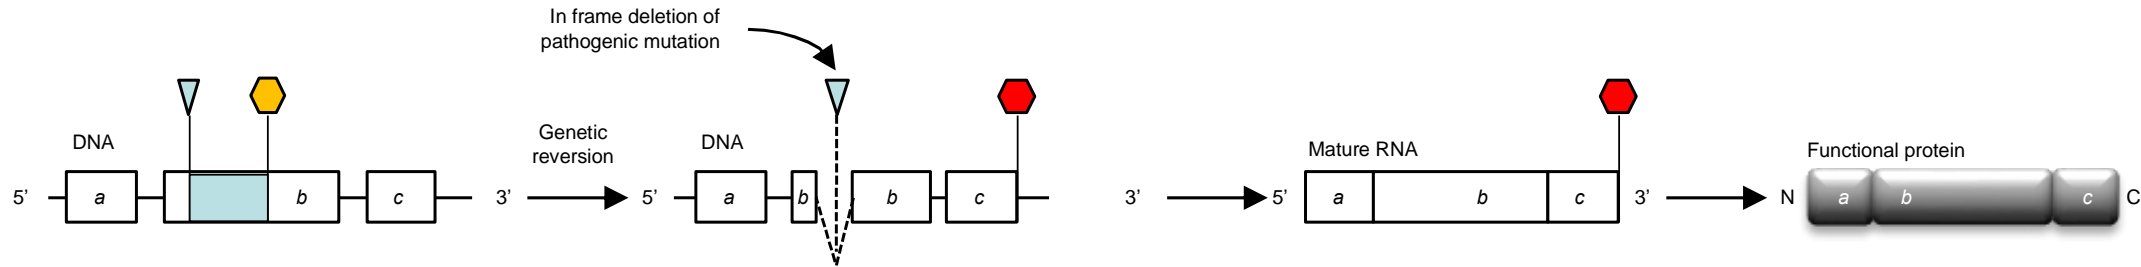 In frame deletion of
pathogenic mutation
DNA
5’
a
b
c
3’
Genetic
reversion
DNA
5’
a
b
b
c
3’
Mature RNA
5’
a
b
c
3’
Functional protein
N
a
b
c
C